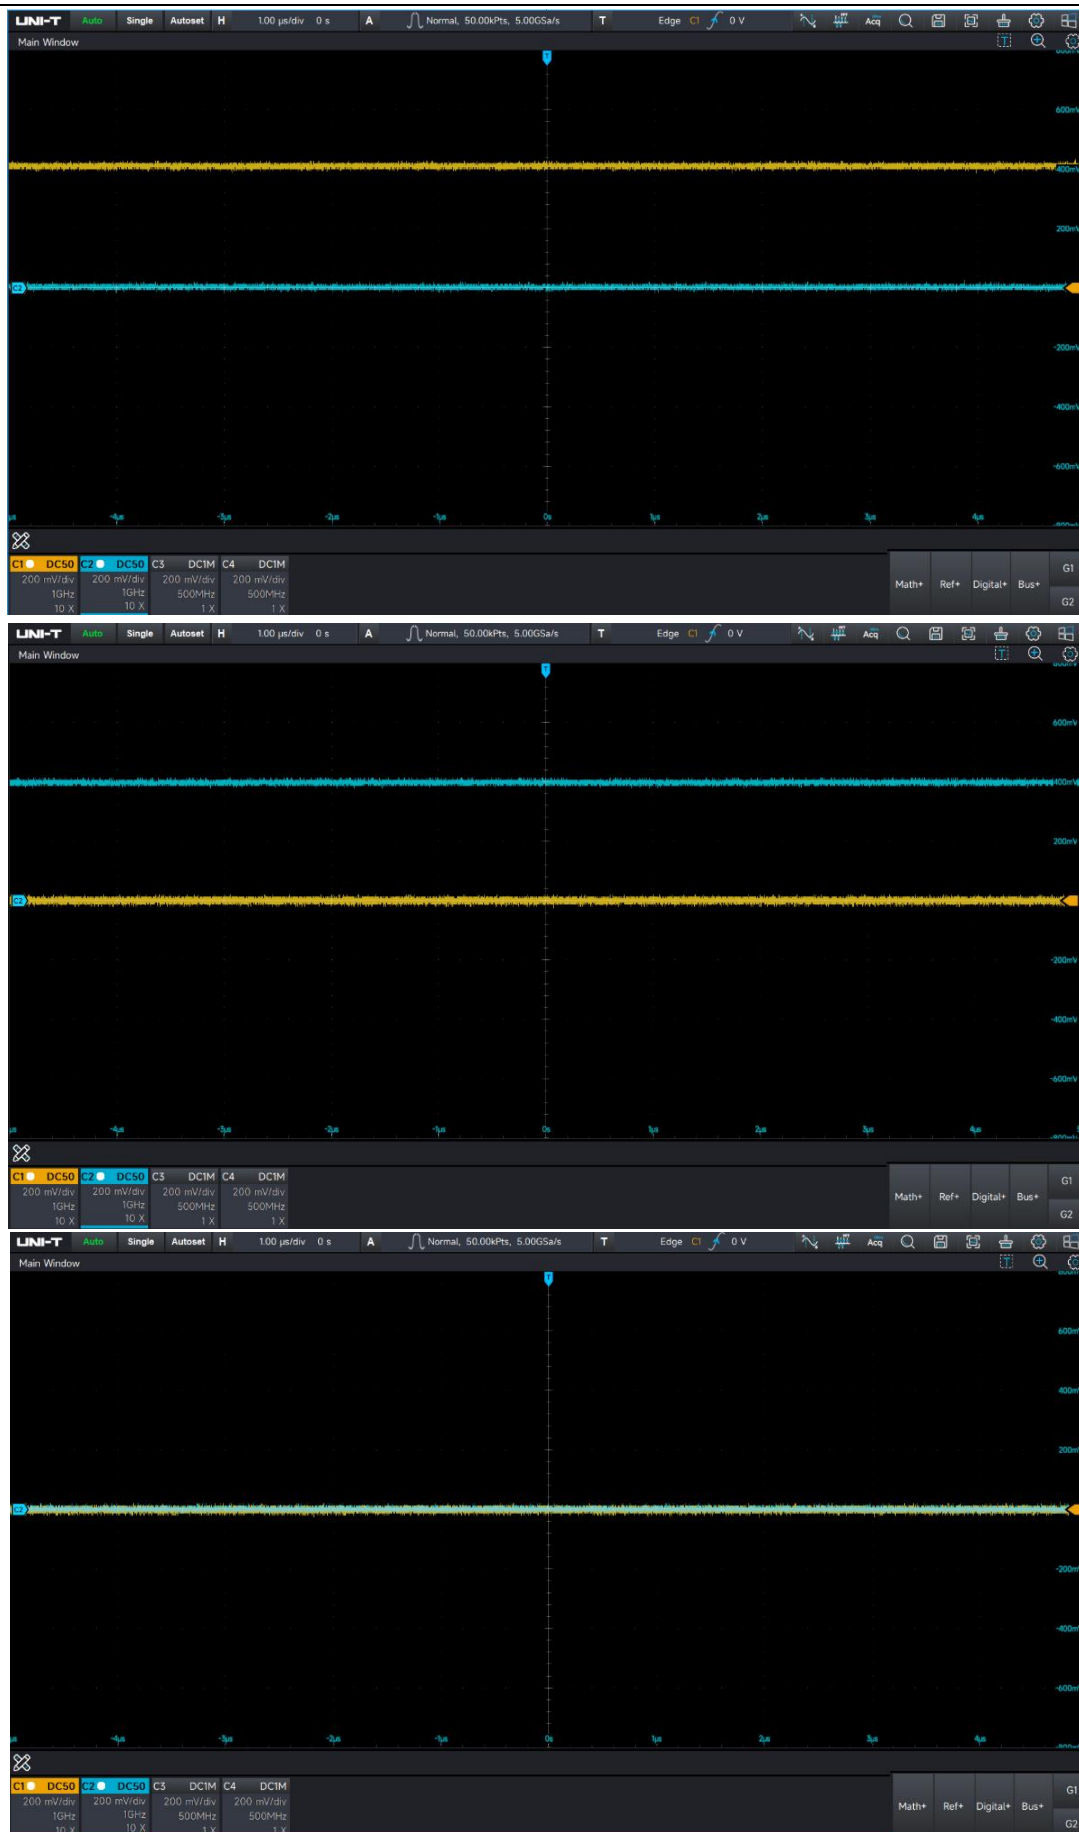 UNI-T Auto Single Autoset H 1.00 μs/div 0 s A Normal, 50.00kPts, 5.00GSa/s T Edge C1 0 V Acq
Main Window
T
600mV
400mV
200mV
C2
-200mV
-400mV
-600mV
-4μs -3μs -2μs -1μs 0s 1μs 2μs 3μs 4μs
C1 DC50 C2 DC50 C3 DC1M C4 DC1M
200 mV/div 200 mV/div 200 mV/div 200 mV/div
1GHz 1GHz 500MHz 500MHz
10 X 10 X 1 X 1 X
Math+ Ref+ Digital+ Bus+
G1
G2
UNI-T Auto Single Autoset H 1.00 μs/div 0 s A Normal, 50.00kPts, 5.00GSa/s T Edge C1 0 V Acq
Main Window
T
600mV
400mV
200mV
C2
-200mV
-400mV
-600mV
-4μs -3μs -2μs -1μs 0s 1μs 2μs 3μs 4μs
C1 DC50 C2 DC50 C3 DC1M C4 DC1M
200 mV/div 200 mV/div 200 mV/div 200 mV/div
1GHz 1GHz 500MHz 500MHz
10 X 10 X 1 X 1 X
Math+ Ref+ Digital+ Bus+
G1
G2
UNI-T Auto Single Autoset H 1.00 μs/div 0 s A Normal, 50.00kPts, 5.00GSa/s T Edge C1 0 V Acq
Main Window
T
600m
400m
200m
C2
-200m
-400m
-600m
-4μs -3μs -2μs -1μs 0s 1μs 2μs 3μs 4μs
C1 DC50 C2 DC50 C3 DC1M C4 DC1M
200 mV/div 200 mV/div 200 mV/div 200 mV/div
1GHz 1GHz 500MHz 500MHz
10 X 10 X 1 X 1 X
Math+ Ref+ Digital+ Bus+
G1
G2